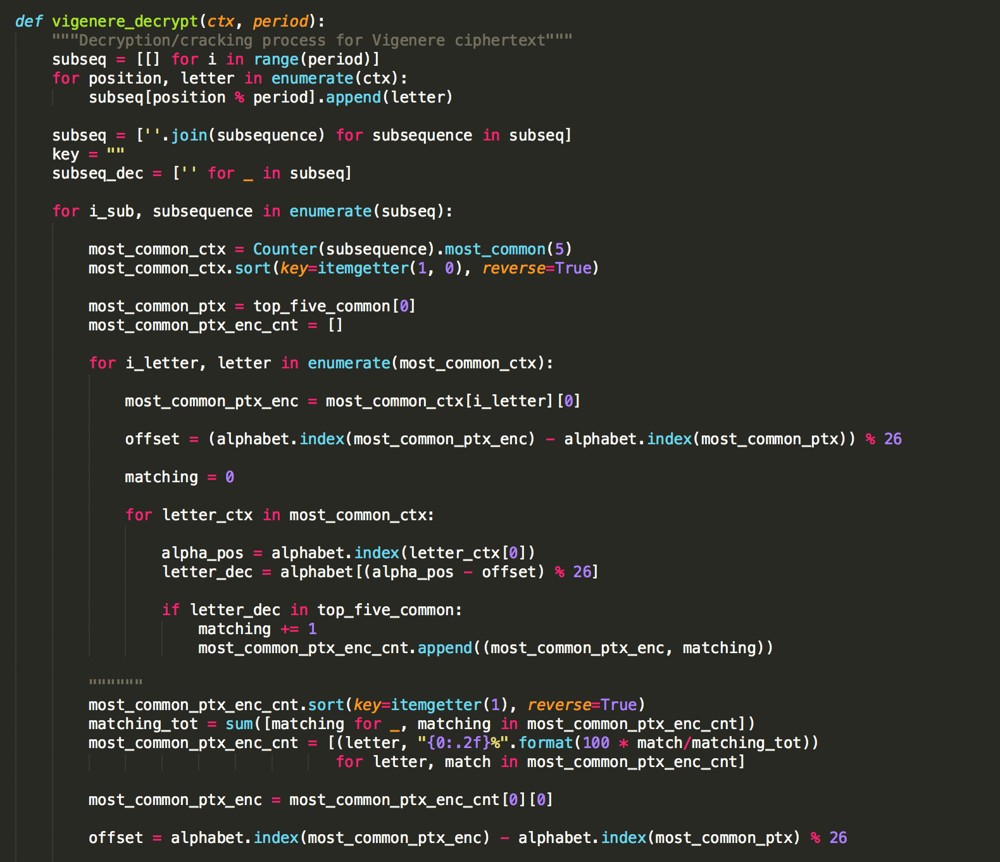 def vigenere_decrypt(ctx, period):
    """Decryption/cracking process for Vigenere ciphertext"""
    subseq = [[] for i in range(period)]
    for position, letter in enumerate(ctx):
        subseq[position % period].append(letter)

    subseq = [''.join(subsequence) for subsequence in subseq]
    key = ""
    subseq_dec = ['' for _ in subseq]

    for i_sub, subsequence in enumerate(subseq):

        most_common_ctx = Counter(subsequence).most_common(5)
        most_common_ctx.sort(key=itemgetter(1, 0), reverse=True)

        most_common_ptx = top_five_common[0]
        most_common_ptx_enc_cnt = []

        for i_letter, letter in enumerate(most_common_ctx):

            most_common_ptx_enc = most_common_ctx[i_letter][0]

            offset = (alphabet.index(most_common_ptx_enc) - alphabet.index(most_common_ptx)) % 26

            matching = 0

            for letter_ctx in most_common_ctx:

                alpha_pos = alphabet.index(letter_ctx[0])
                letter_dec = alphabet[(alpha_pos - offset) % 26]

                if letter_dec in top_five_common:
                    matching += 1
                    most_common_ptx_enc_cnt.append((most_common_ptx_enc, matching))

        """"""
        most_common_ptx_enc_cnt.sort(key=itemgetter(1), reverse=True)
        matching_tot = sum([matching for _, matching in most_common_ptx_enc_cnt])
        most_common_ptx_enc_cnt = [(letter, "{0:.2f}%".format(100 * match/matching_tot))
                                   for letter, match in most_common_ptx_enc_cnt]

        most_common_ptx_enc = most_common_ptx_enc_cnt[0][0]

        offset = alphabet.index(most_common_ptx_enc) - alphabet.index(most_common_ptx) % 26